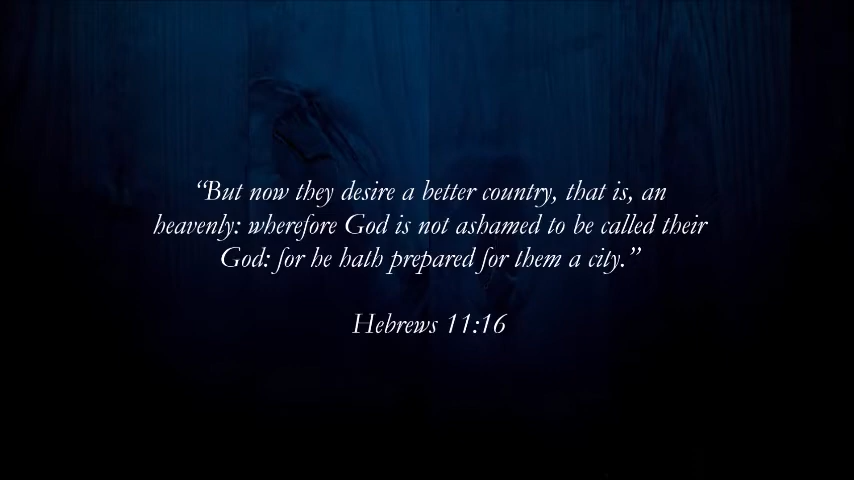 “But now they desire a better country, that is, an
heavenly: wherefore God is not ashamed to be called their
God: for he hath prepared for them a city.”
Hebrews 11:16